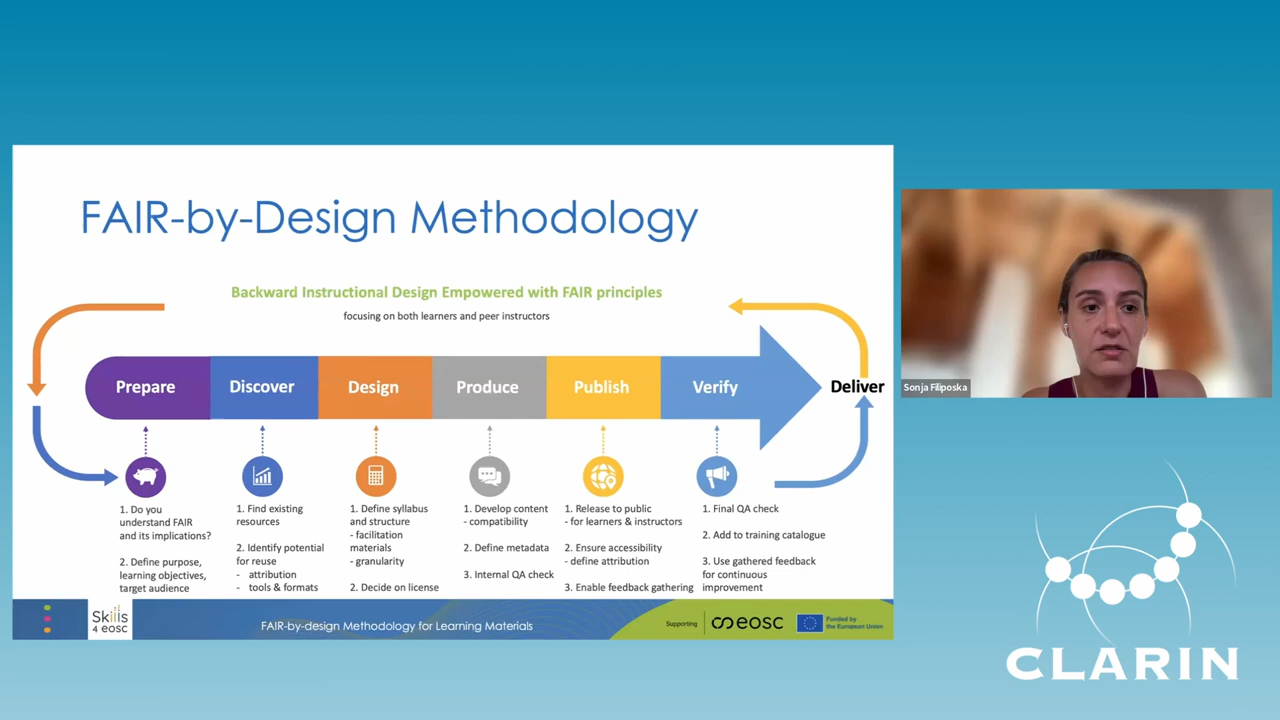 FAIR-by-Design Methodology
Backward Instructional Design Empowered with FAIR principles
focusing on both learners and peer instructors
Prepare
Discover
Design
Produce
Publish
Verify
Deliver
1. Do you
understand FAIR
and its implications?
2. Define purpose,
learning objectives,
target audience
1. Find existing
resources
2. Identify potential
for reuse
- attribution
- tools & formats
1. Define syllabus
and structure
- facilitation
materials
- granularity
2. Decide on license
1. Develop content
- compatibility
2. Define metadata
3. Internal QA check
1. Release to public
- for learners & instructors
2. Ensure accessibility
- define attribution
3. Enable feedback gathering
1. Final QA check
2. Add to training catalogue
3. Use gathered feedback
for continuous
improvement
Skills
4 eosc
FAIR-by-design Methodology for Learning Materials
Supporting
eosc
Funded by
the European Union
Sonja Filiposka
CLARIN